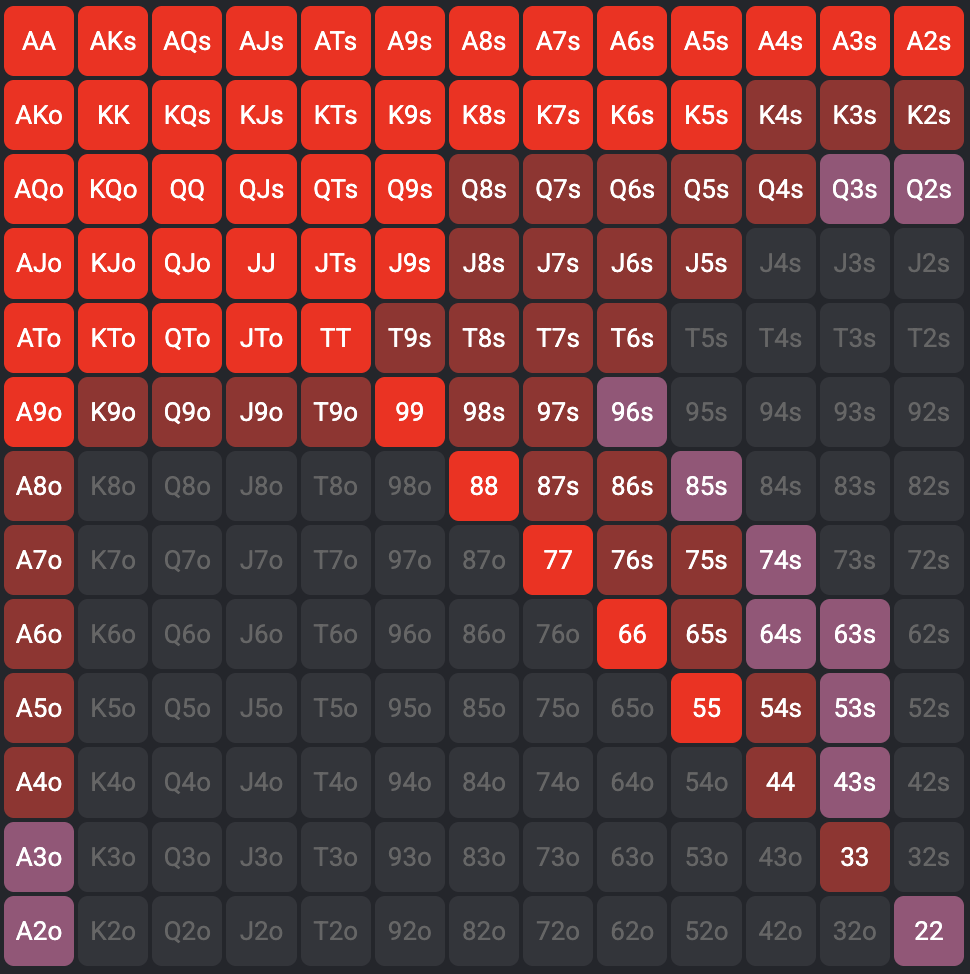 AA AKs AQs AJs ATs A9s A8s A7s A6s A5s A4s A3s A2s
AKo KK KQs KJs KTs K9s K8s K7s K6s K5s K4s K3s K2s
AQo KQo QQ QJs QTs Q9s Q8s Q7s Q6s Q5s Q4s Q3s Q2s
AJo KJo QJo JJ JTs J9s J8s J7s J6s J5s J4s J3s J2s
ATo KTo QTo JTo TT T9s T8s T7s T6s T5s T4s T3s T2s
A9o K9o Q9o J9o T9o 99 98s 97s 96s 95s 94s 93s 92s
A8o K8o Q8o J8o T8o 98o 88 87s 86s 85s 84s 83s 82s
A7o K7o Q7o J7o T7o 97o 87o 77 76s 75s 74s 73s 72s
A6o K6o Q6o J6o T6o 96o 86o 76o 66 65s 64s 63s 62s
A5o K5o Q5o J5o T5o 95o 85o 75o 65o 55 54s 53s 52s
A4o K4o Q4o J4o T4o 94o 84o 74o 64o 54o 44 43s 42s
A3o K3o Q3o J3o T3o 93o 83o 73o 63o 53o 43o 33 32s
A2o K2o Q2o J2o T2o 92o 82o 72o 62o 52o 42o 32o 22